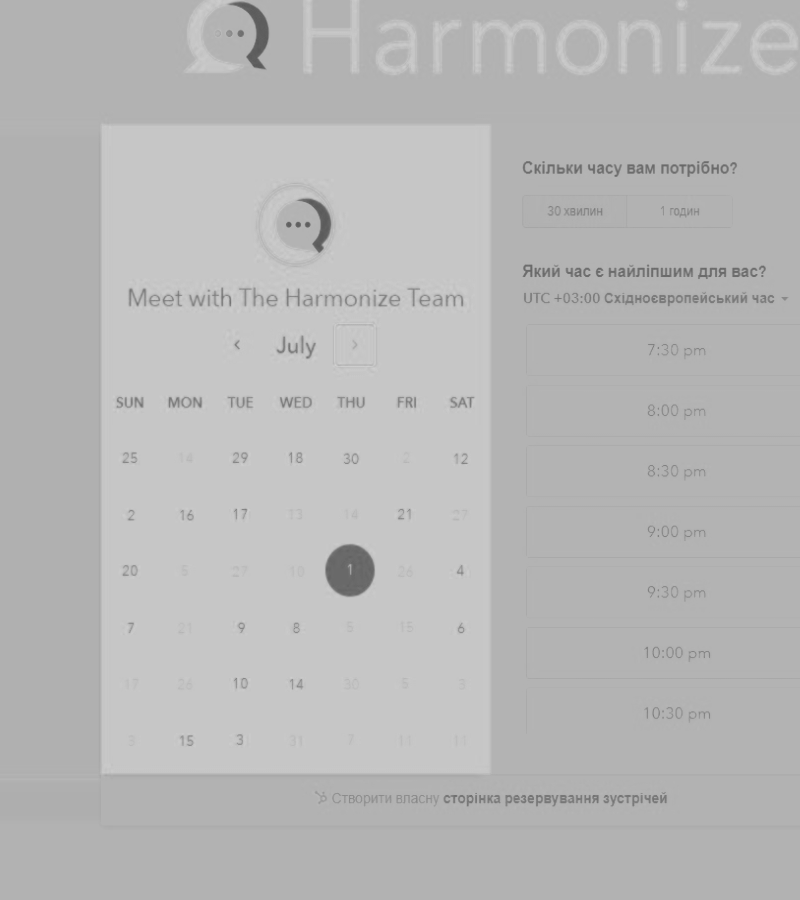 Harmonize
Meet with The Harmonize Team
‹ July ›
SUN MON TUE WED THU FRI SAT
25 14 29 18 30 2 12
2 16 17 13 14 21 27
20 27 1 26 4
7 21 9 8 5 15 6
17 26 10 14 30 5 3
15 3 31 7 11 11
Скільки часу вам потрібно?
30 хвилин 1 годин
Який час є найліпшим для вас?
UTC +03:00 Східноєвропейський час
7:30 pm
8:00 pm
8:30 pm
9:00 pm
9:30 pm
10:00 pm
10:30 pm
Створити власну сторінка резервування зустрічей